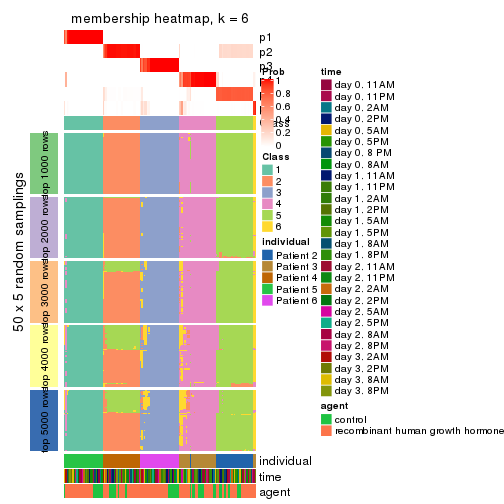 membership heatmap, k = 6
p1
p2
p3
Class
50 x 5 random samplings
top 1000 rows
top 2000 rows
top 3000 rows
top 4000 rows
top 5000 rows
individual
time
agent
Prob
1
0.8
0.6
0.4
0.2
0
Class
1
2
3
4
5
6
individual
Patient 2
Patient 3
Patient 4
Patient 5
Patient 6
time
day 0. 11AM
day 0. 11PM
day 0. 2AM
day 0. 2PM
day 0. 5AM
day 0. 5PM
day 0. 8 PM
day 0. 8AM
day 1. 11AM
day 1. 11PM
day 1. 2AM
day 1. 2PM
day 1. 5AM
day 1. 5PM
day 1. 8AM
day 1. 8PM
day 2. 11AM
day 2. 11PM
day 2. 2AM
day 2. 2PM
day 2. 5AM
day 2. 5PM
day 2. 8AM
day 2. 8PM
day 3. 2AM
day 3. 2PM
day 3. 8AM
day 3. 8PM
agent
control
recombinant human growth hormone